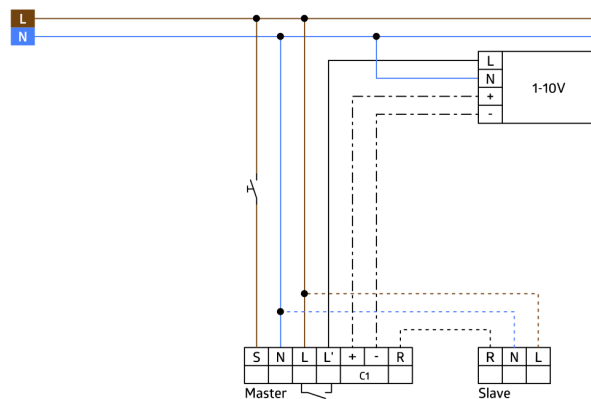 L
N
L
N
1-10V
+
-
S N L L' + - R
R N L
C1
Master
Slave